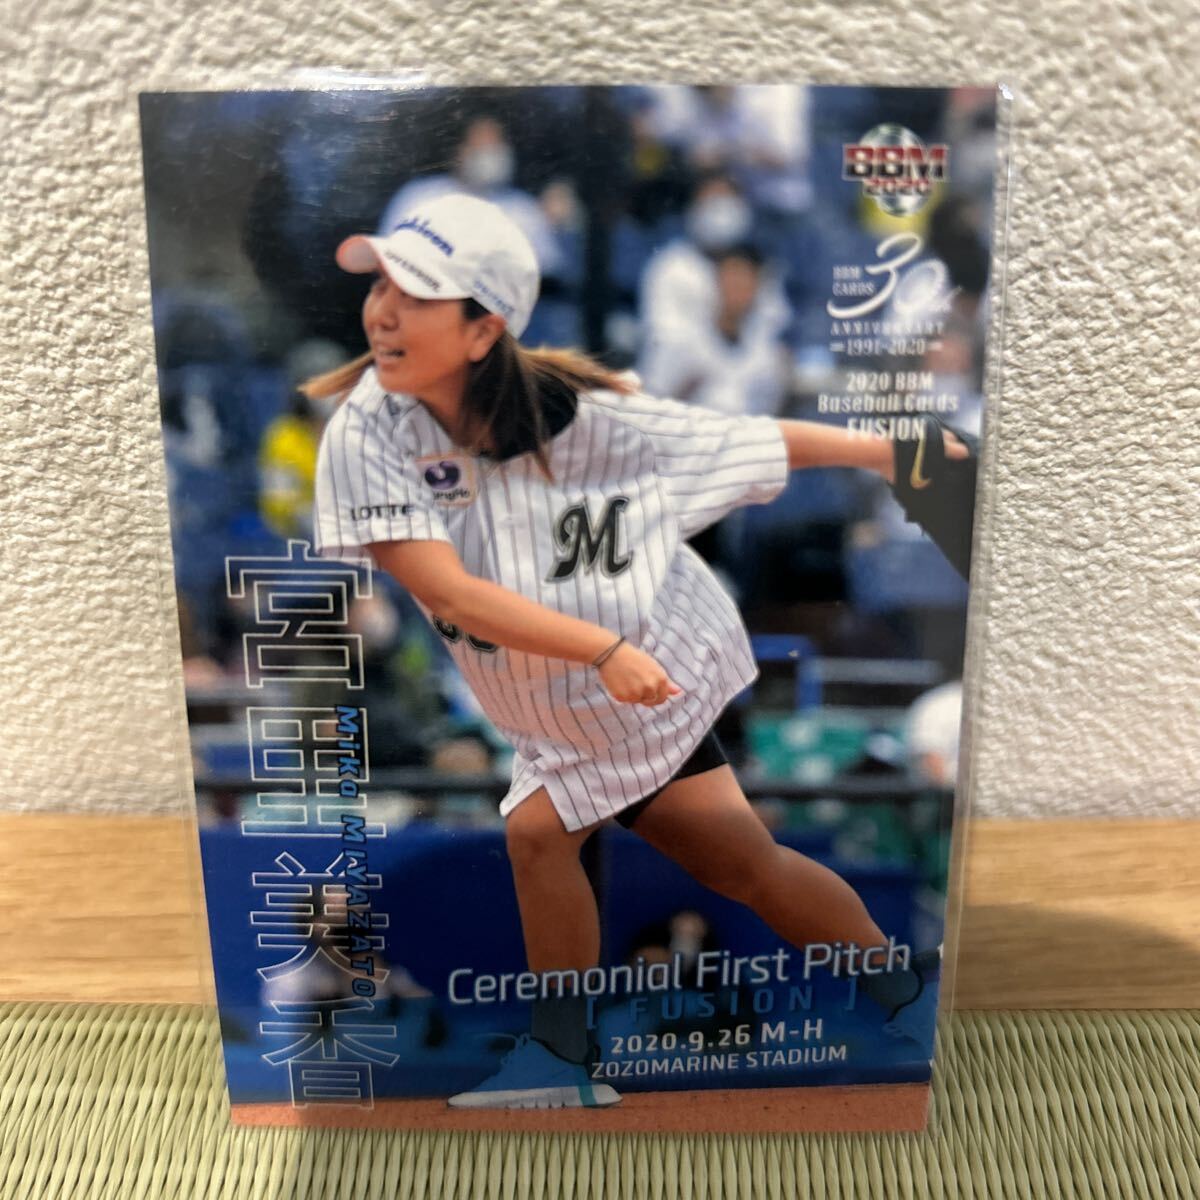 BBM
2020
BBM
CARDS
30th
ANNIVERSARY
1991-2020
2020 BBM
Baseball Cards
FUSION
LOTTE
M
宮里美香
Mika MIYAZATO
Ceremonial First Pitch
[ FUSION ]
2020.9.26 M-H
ZOZOMARINE STADIUM